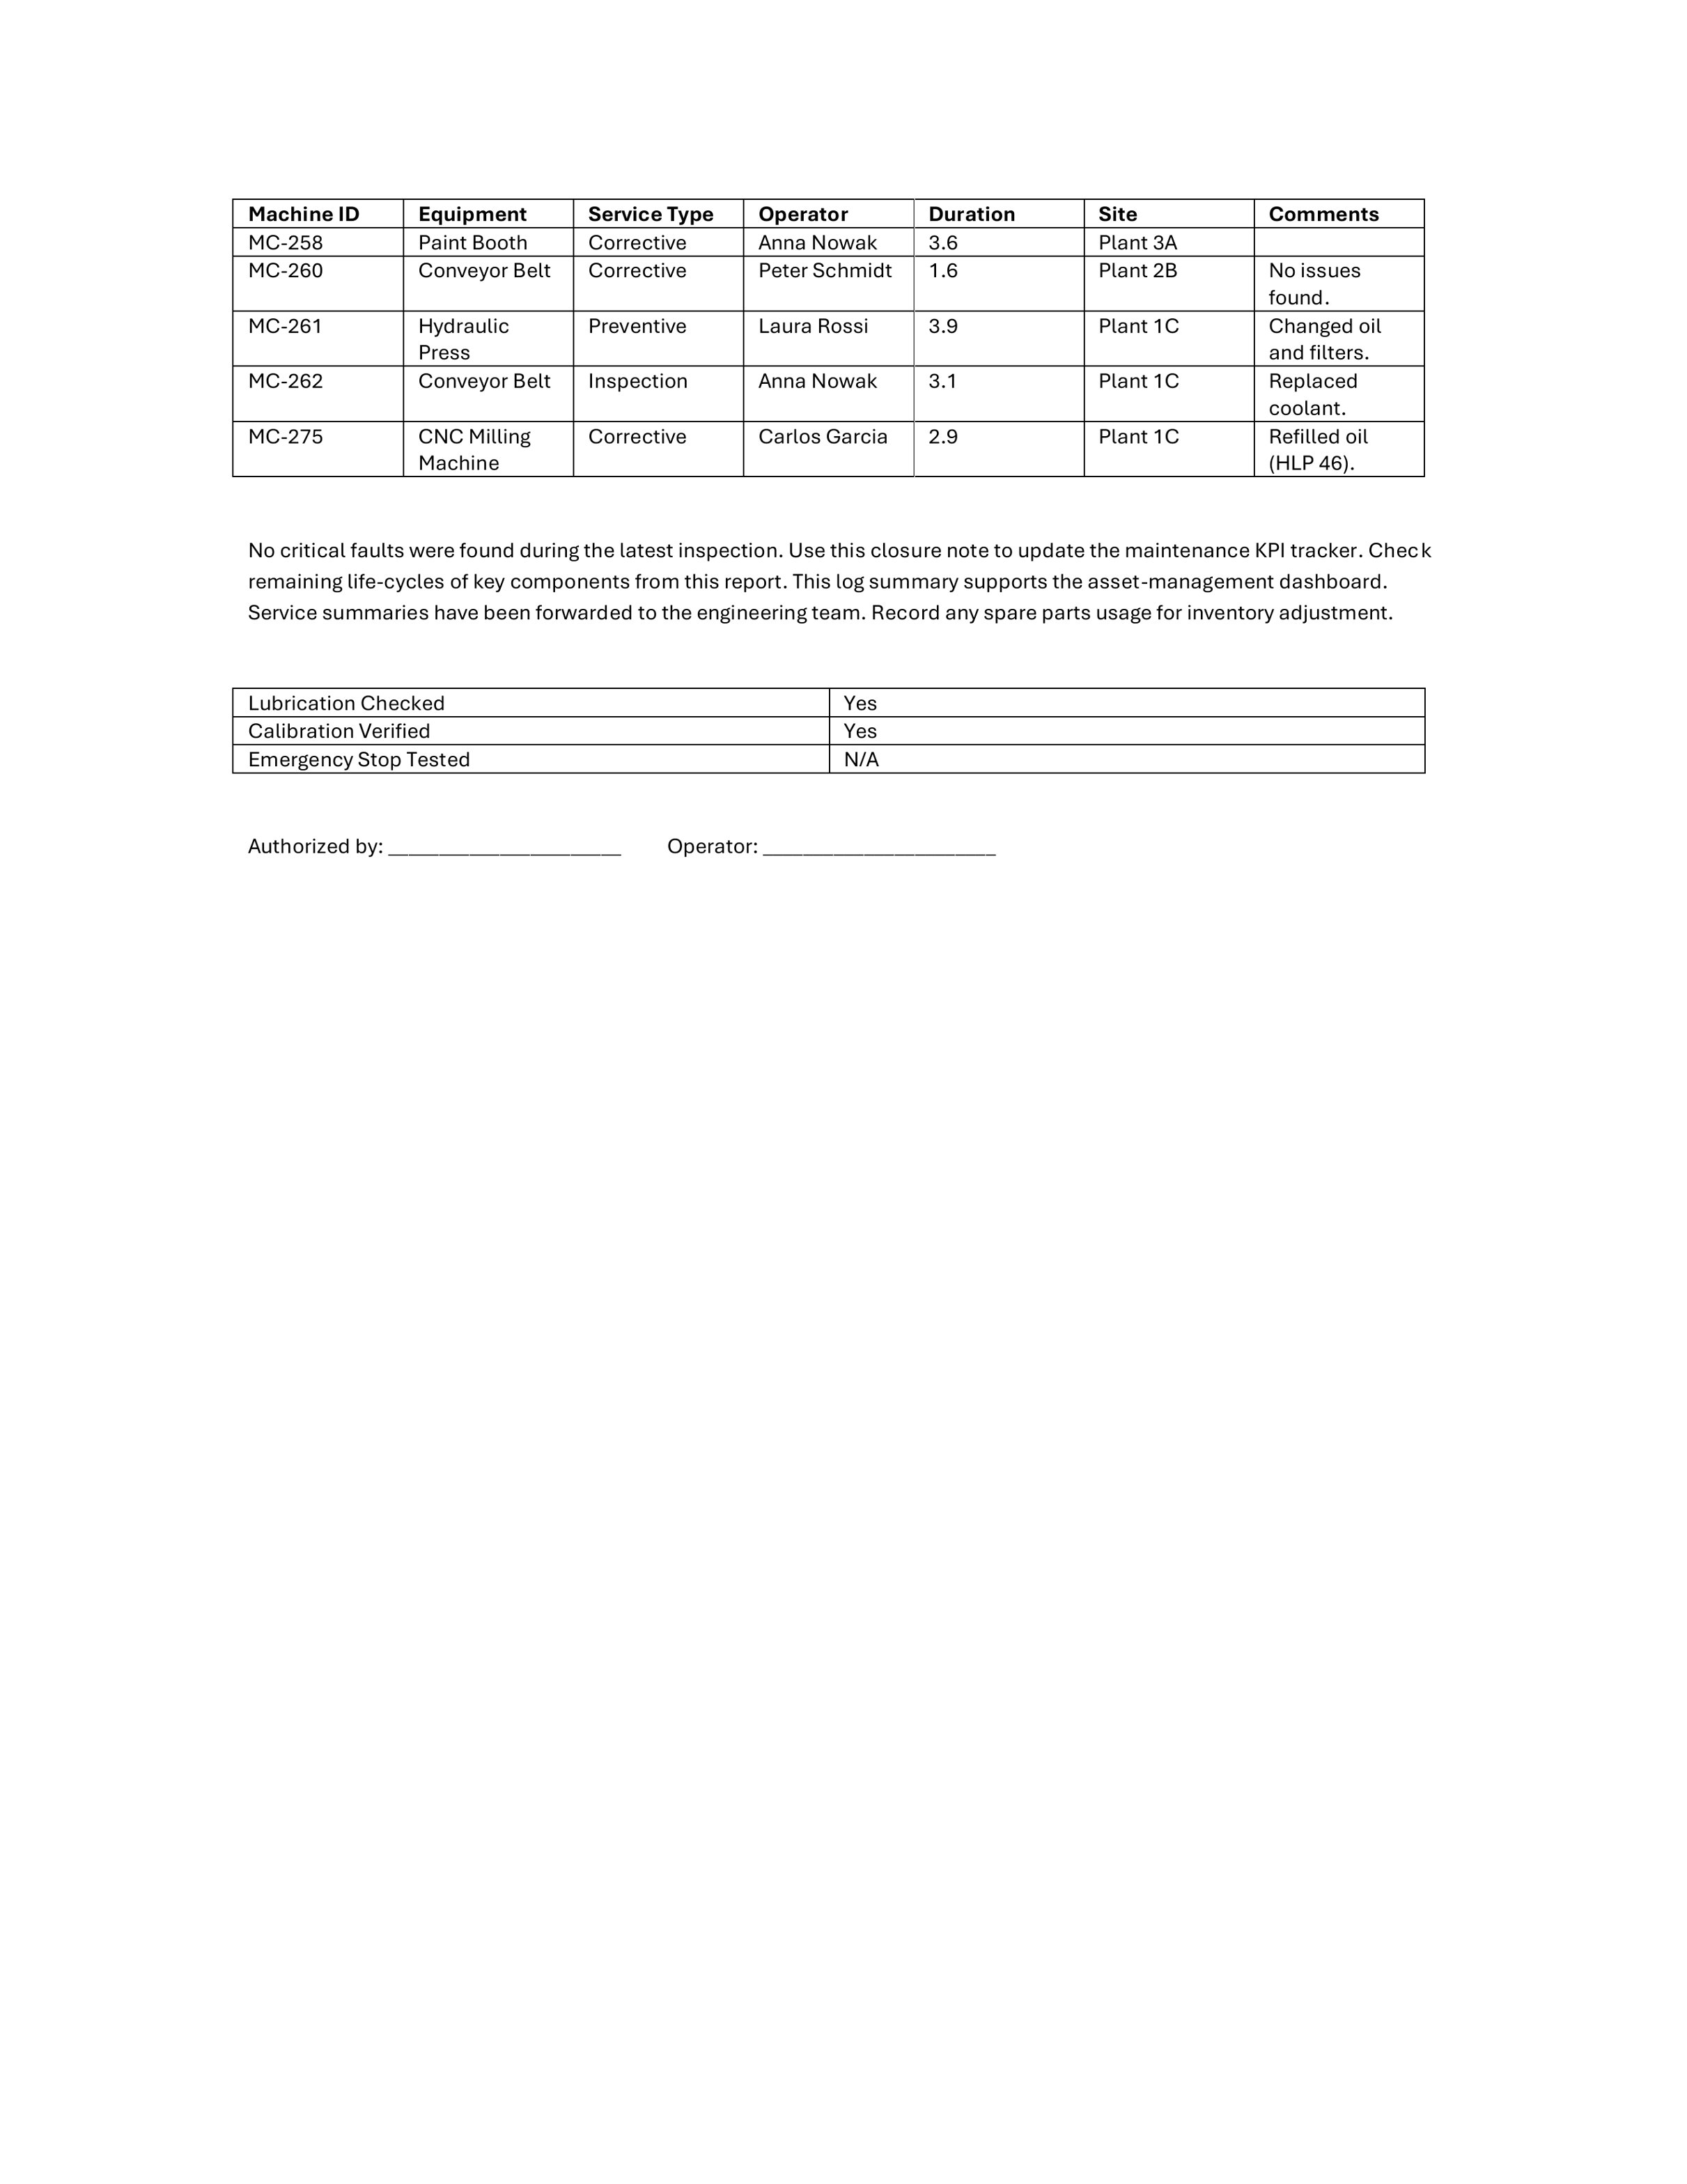 Machine ID Equipment Service Type Operator Duration Site Comments
MC-258 Paint Booth Corrective Anna Nowak 3.6 Plant 3A
MC-260 Conveyor Belt Corrective Peter Schmidt 1.6 Plant 2B No issues
found.
MC-261 Hydraulic Preventive Laura Rossi 3.9 Plant 1C Changed oil
Press and filters.
MC-262 Conveyor Belt Inspection Anna Nowak 3.1 Plant 1C Replaced
coolant.
MC-275 CNC Milling Corrective Carlos Garcia 2.9 Plant 1C Refilled oil
Machine (HLP 46).
No critical faults were found during the latest inspection. Use this closure note to update the maintenance KPI tracker. Check
remaining life-cycles of key components from this report. This log summary supports the asset-management dashboard.
Service summaries have been forwarded to the engineering team. Record any spare parts usage for inventory adjustment.
Lubrication Checked Yes
Calibration Verified Yes
Emergency Stop Tested N/A
Authorized by: _______________________ Operator: _______________________